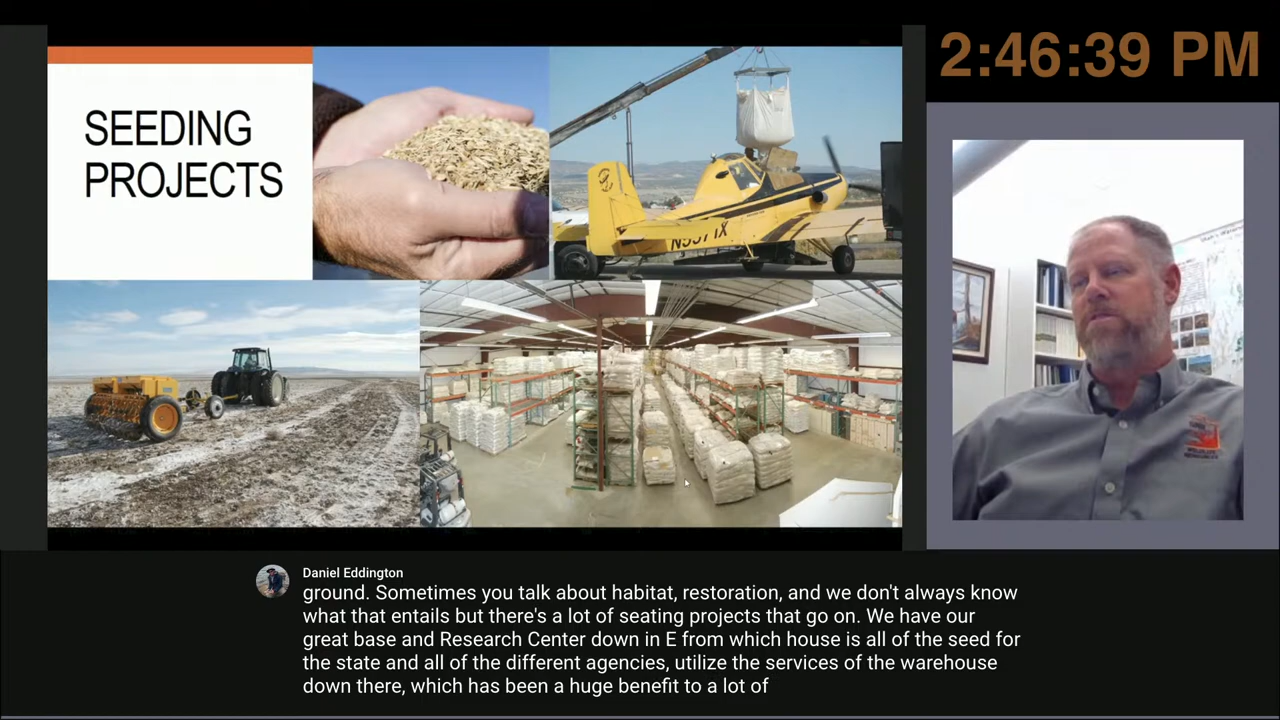 2:46:39 PM
SEEDING
PROJECTS
Daniel Eddington
ground. Sometimes you talk about habitat, restoration, and we don't always know
what that entails but there's a lot of seating projects that go on. We have our
great base and Research Center down in E from which house is all of the seed for
the state and all of the different agencies, utilize the services of the warehouse
down there, which has been a huge benefit to a lot of